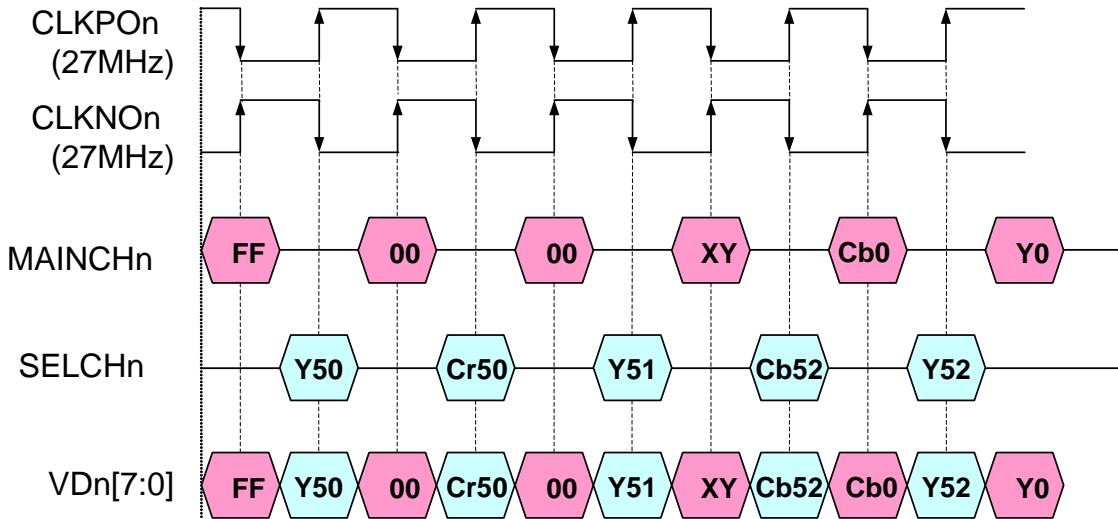 CLKPOn
(27MHz)
CLKNOn
(27MHz)
MAINCHn FF 00 00 XY Cb0 Y0
SELCHn Y50 Cr50 Y51 Cb52 Y52
VDn[7:0] FF Y50 00 Cr50 00 Y51 XY Cb52 Cb0 Y52 Y0